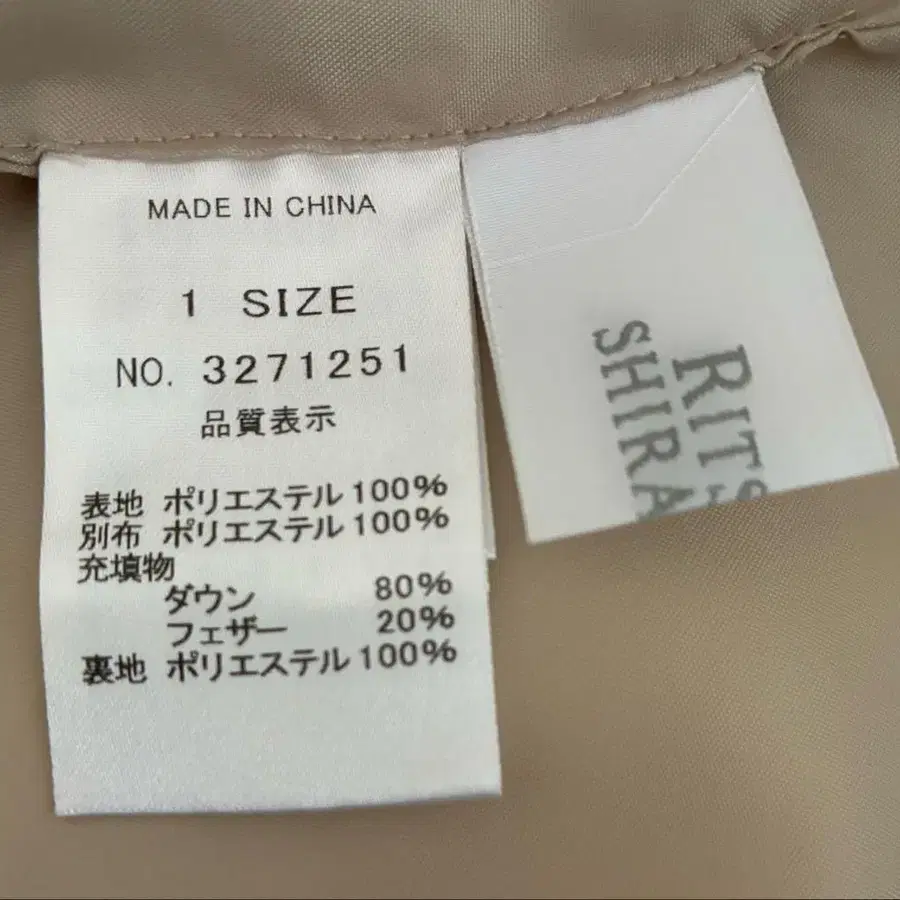 MADE IN CHINA
1 SIZE
NO. 3271251
品質表示
表地 ポリエステル 100%
別布 ポリエステル 100%
充填物
ダウン 80%
フェザー 20%
裏地 ポリエステル 100%
RITS
SHIRA